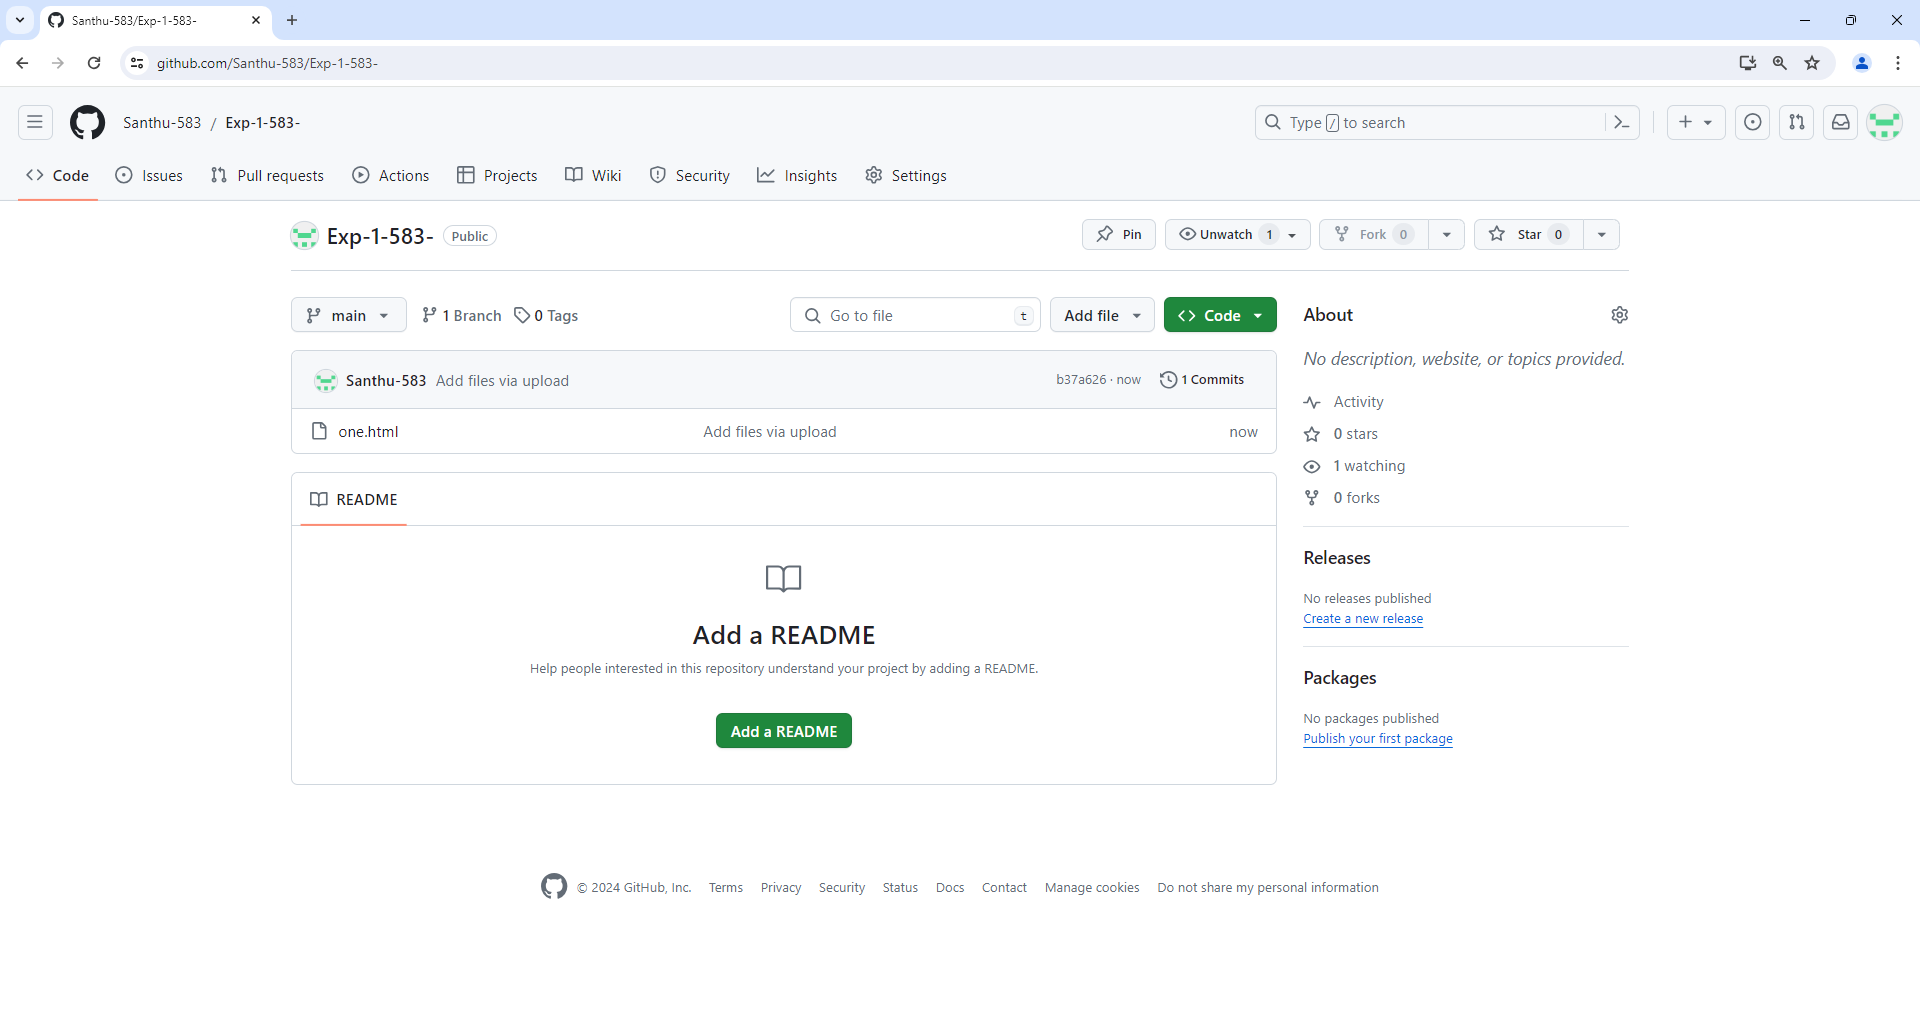 Santhu-583/Exp-1-583-
github.com/Santhu-583/Exp-1-583-
Santhu-583 / Exp-1-583-
Type / to search
Code Issues Pull requests Actions Projects Wiki Security Insights Settings
Exp-1-583- Public
Pin Unwatch 1 Fork 0 Star 0
main 1 Branch 0 Tags Go to file t Add file Code
Santhu-583 Add files via upload b37a626 · now 1 Commits
one.html Add files via upload now
README
Add a README
Help people interested in this repository understand your project by adding a README.
Add a README
About
No description, website, or topics provided.
Activity
0 stars
1 watching
0 forks
Releases
No releases published
Create a new release
Packages
No packages published
Publish your first package
© 2024 GitHub, Inc. Terms Privacy Security Status Docs Contact Manage cookies Do not share my personal information